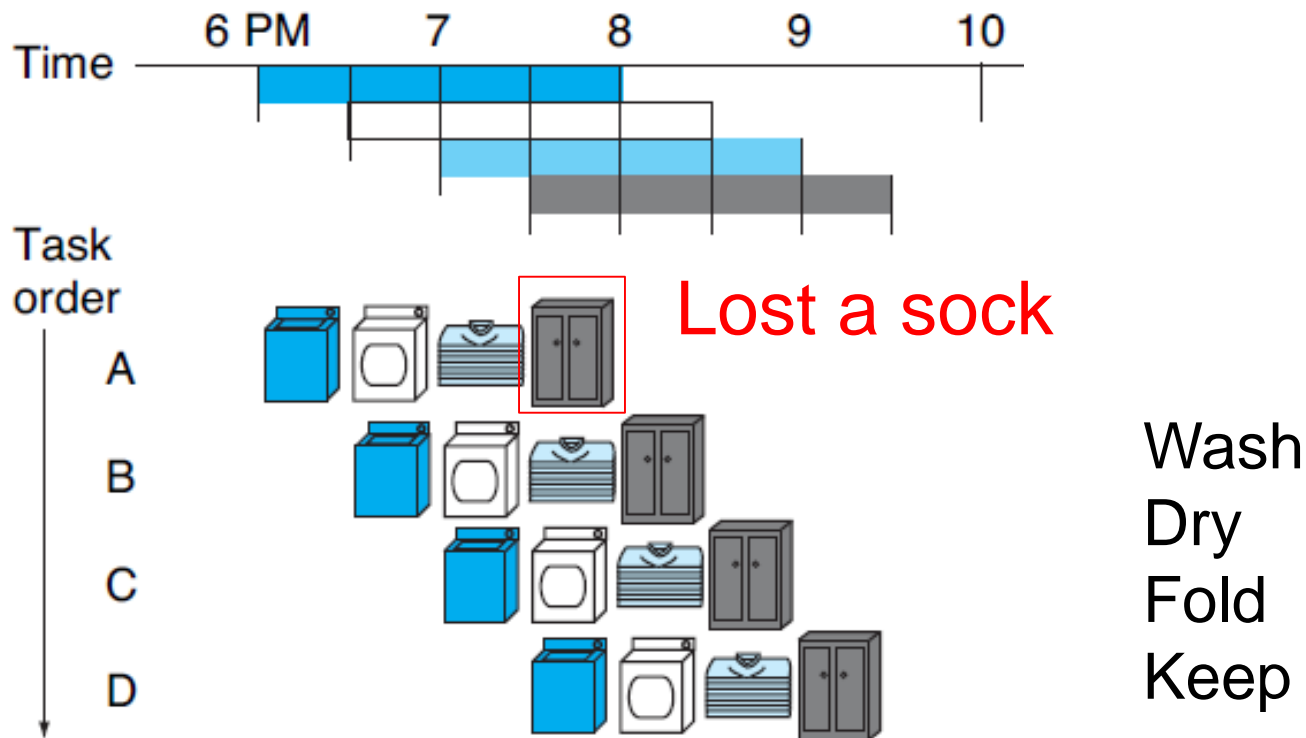 6 PM 7 8 9 10
Time
Task
order
Lost a sock
A
B
C
D
Wash
Dry
Fold
Keep